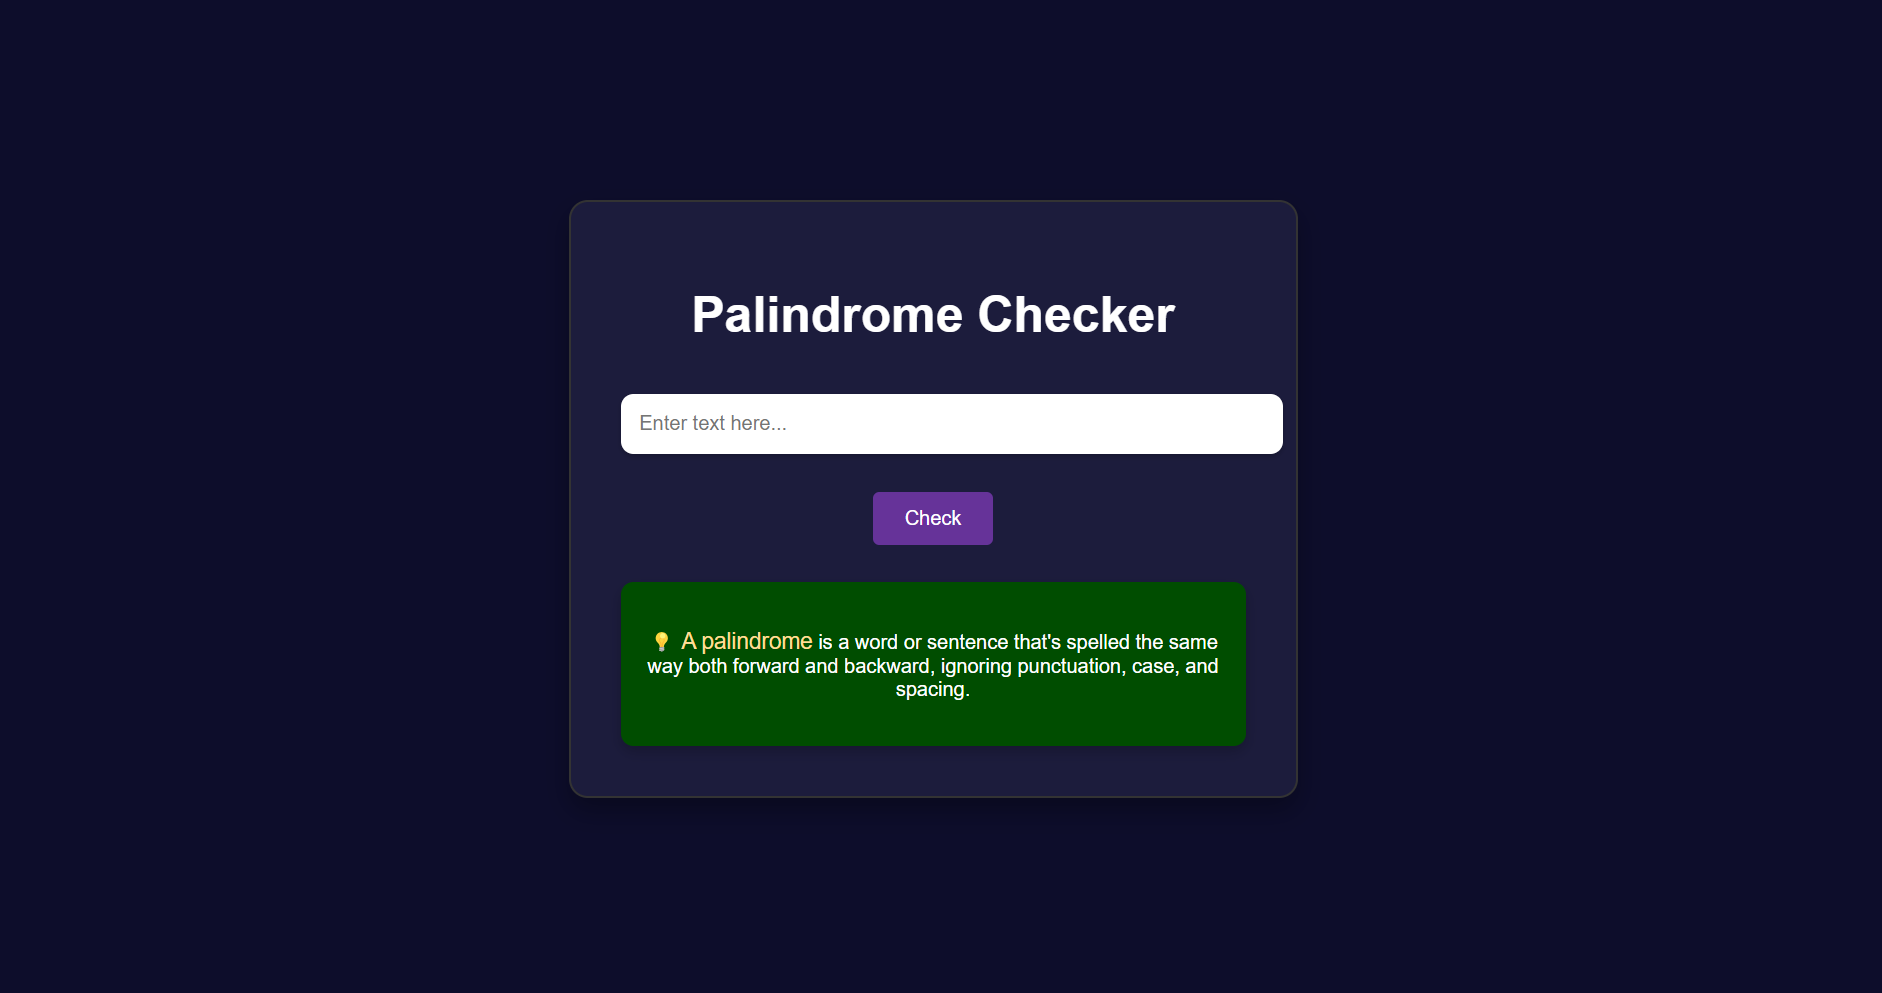 Palindrome Checker
Enter text here...
Check
💡 A palindrome is a word or sentence that's spelled the same
way both forward and backward, ignoring punctuation, case, and
spacing.